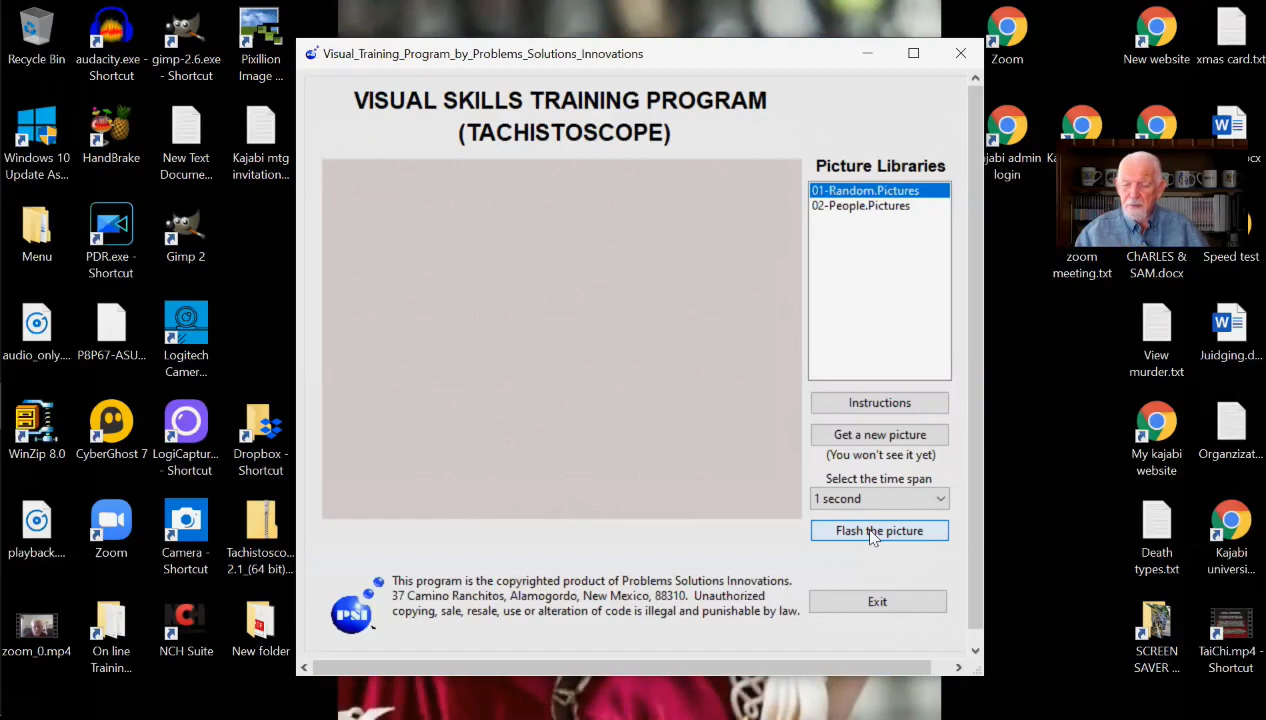 Recycle Bin
audacity.exe - Shortcut
gimp-2.6.exe - Shortcut
Pixillion Image ...
Windows 10 Update As...
HandBrake
New Text Docume...
Kajabi mtg invitation....
Menu
PDR.exe - Shortcut
Gimp 2
audio_only....
P8P67-ASU...
Logitech Camer...
WinZip 8.0
CyberGhost 7
LogiCaptur... - Shortcut
Dropbox - Shortcut
playback....
Zoom
Camera - Shortcut
Tachistosco... 2.1_(64 bit)...
zoom_0.mp4
On line Trainin...
NCH Suite
New folder
Visual_Training_Program_by_Problems_Solutions_Innovations
VISUAL SKILLS TRAINING PROGRAM
(TACHISTOSCOPE)
Picture Libraries
01-Random.Pictures
02-People.Pictures
Instructions
Get a new picture
(You won't see it yet)
Select the time span
1 second
Flash the picture
Exit
PSI
This program is the copyrighted product of Problems Solutions Innovations.
37 Camino Ranchitos, Alamogordo, New Mexico, 88310. Unauthorized
copying, sale, resale, use or alteration of code is illegal and punishable by law.
Zoom
New website
xmas card.txt
ajabi admin login
zoom meeting.txt
ChARLES & SAM.docx
Speed test
View murder.txt
Juidging.d...
My kajabi website
Organzizat...
Death types.txt
Kajabi universi...
SCREEN SAVER ...
TaiChi.mp4 - Shortcut